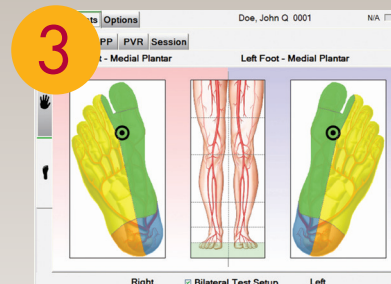 3
Options
Doe, John Q 0001
N/A
PP
PVR
Session
t - Medial Plantar
Left Foot - Medial Plantar
Right
Bilateral Test Setup
Left